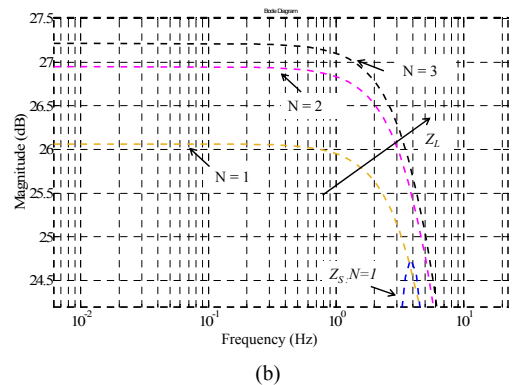 Bode Diagram
27.5
27
26.5
26
25.5
25
24.5
Magnitude (dB)
N = 3
N = 2
Z_L
N = 1
Z_S, N=1
10^-2
10^-1
10^0
10^1
Frequency (Hz)
(b)